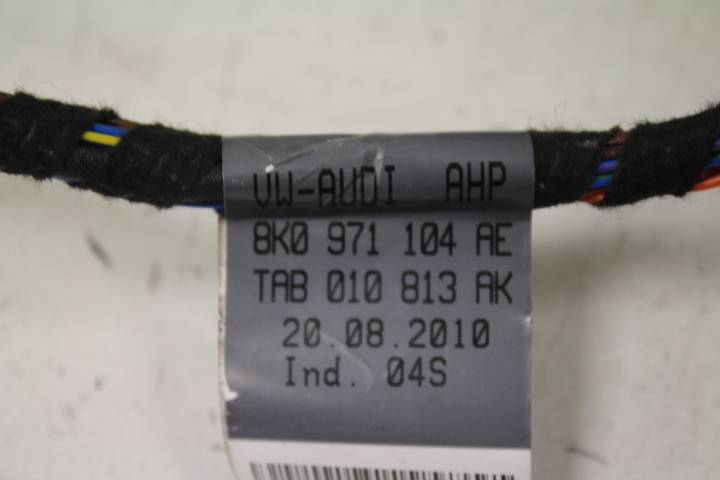 VW-AUDI AHP
8K0 971 104 AE
TAB 010 813 AK
20.08.2010
Ind. 04S